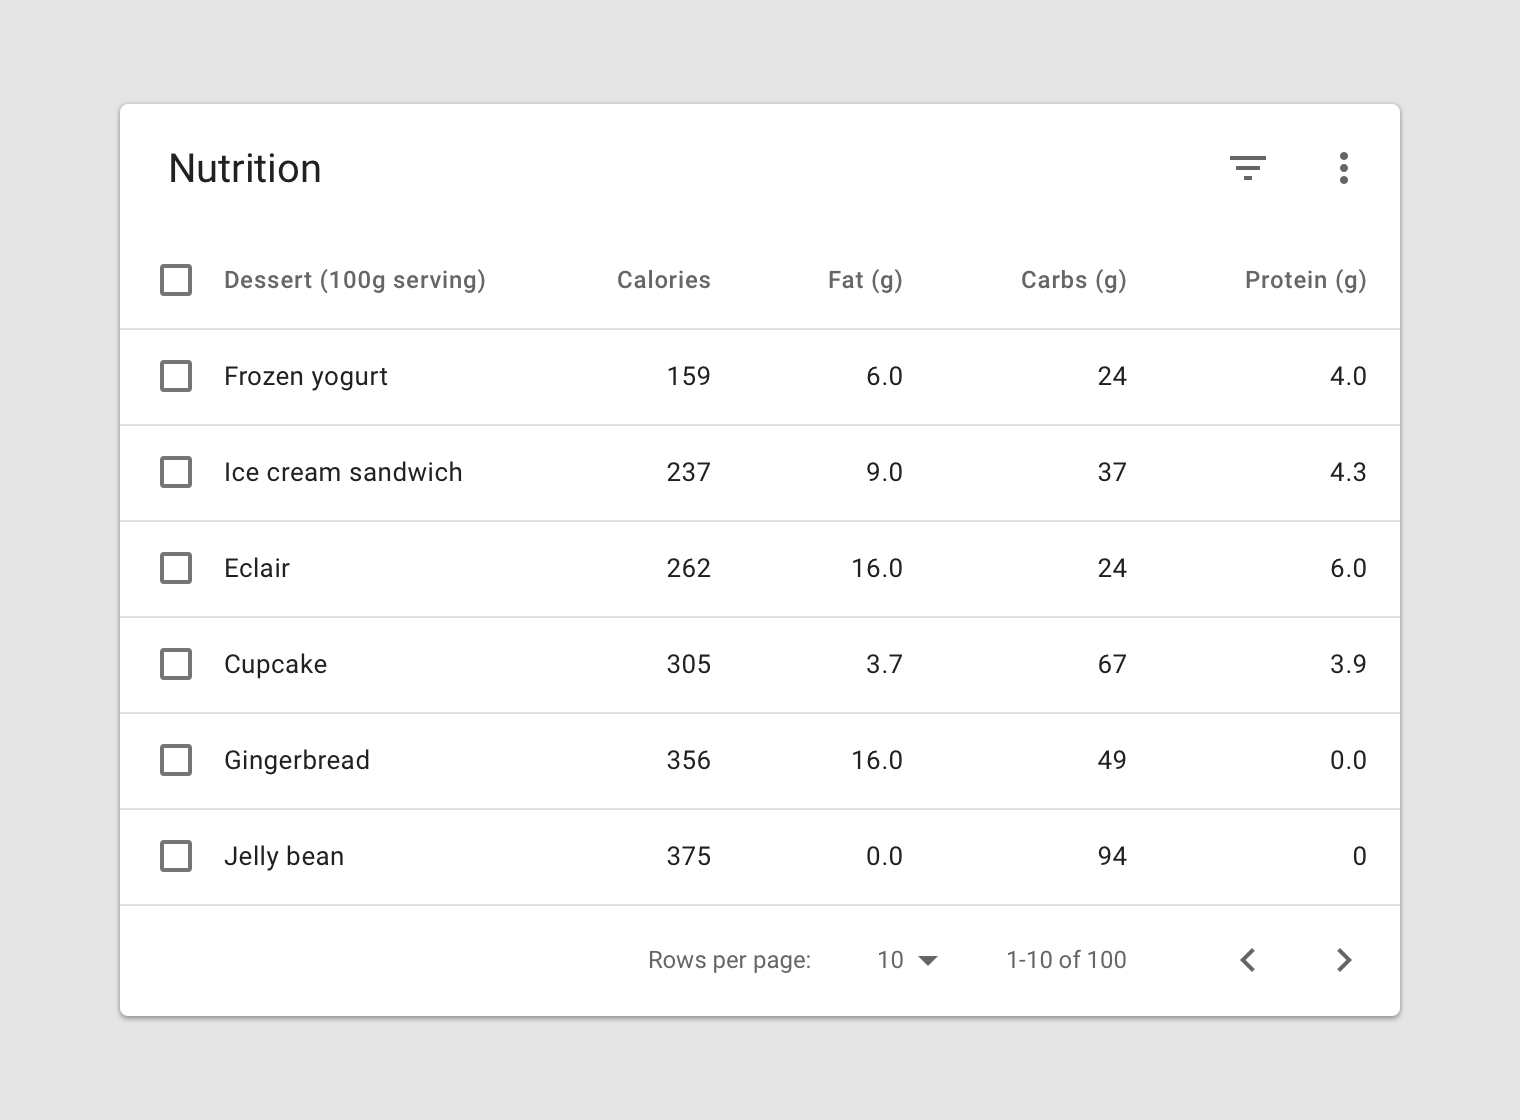 Nutrition
Dessert (100g serving) Calories Fat (g) Carbs (g) Protein (g)
Frozen yogurt 159 6.0 24 4.0
Ice cream sandwich 237 9.0 37 4.3
Eclair 262 16.0 24 6.0
Cupcake 305 3.7 67 3.9
Gingerbread 356 16.0 49 0.0
Jelly bean 375 0.0 94 0
Rows per page: 10 1-10 of 100